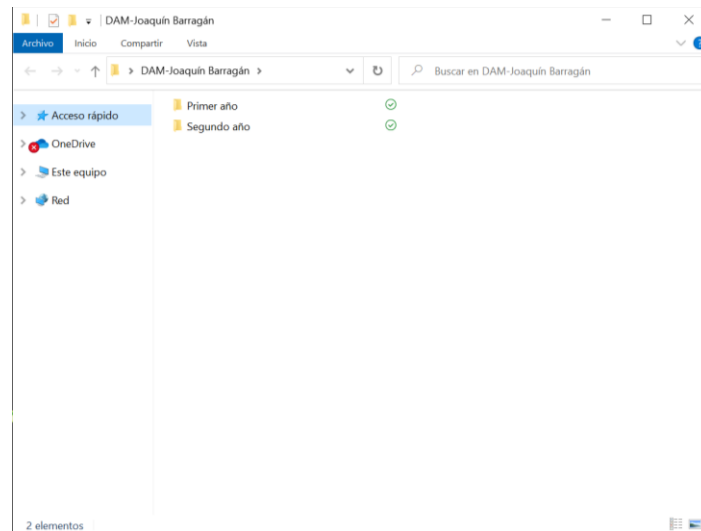 DAM-Joaquín Barragán
Archivo Inicio Compartir Vista
DAM-Joaquín Barragán
Buscar en DAM-Joaquín Barragán
Acceso rápido
OneDrive
Este equipo
Red
Primer año
Segundo año
2 elementos